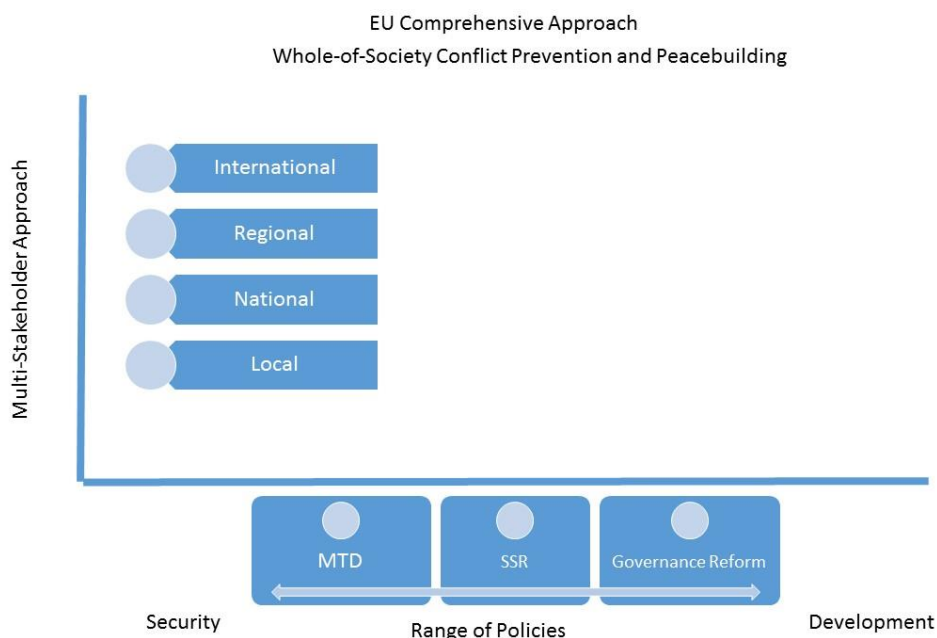 EU Comprehensive Approach
Whole-of-Society Conflict Prevention and Peacebuilding
Multi-Stakeholder Approach
International
Regional
National
Local
MTD
SSR
Governance Reform
Security
Range of Policies
Development